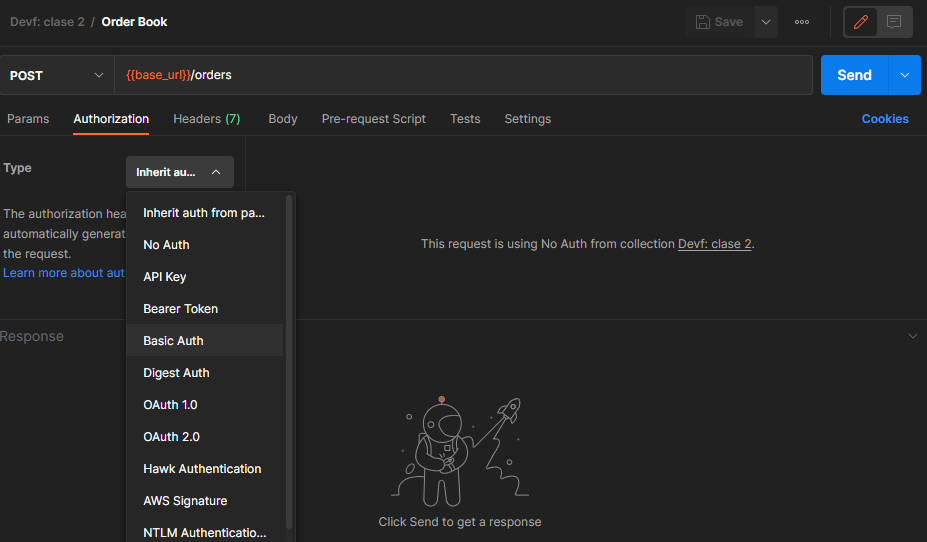 Devf: clase 2 / Order Book
Save
POST
{{base_url}}/orders
Send
Params
Authorization
Headers (7)
Body
Pre-request Script
Tests
Settings
Cookies
Type
Inherit au...
The authorization hea
automatically generat
the request.
Learn more about aut
Inherit auth from pa...
No Auth
API Key
Bearer Token
Basic Auth
Digest Auth
OAuth 1.0
OAuth 2.0
Hawk Authentication
AWS Signature
NTLM Authenticatio...
This request is using No Auth from collection Devf: clase 2.
Response
Click Send to get a response